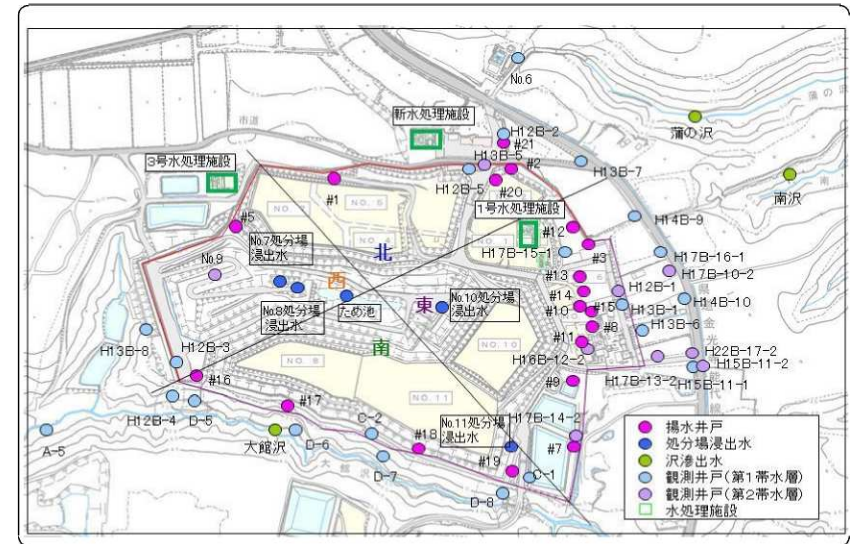 No.6
蒲の沢
市道
新水処理施設
H12B-2
#21
H13B-5
#2
H13B-7
南沢
南
3号水処理施設
#1
H12B-5
#20
1号水処理施設
H14B-9
#5
No.7処分場
浸出水
北
#12
#3
H17B-15-1
H17B-16-1
No.9
H17B-10-2
西
#13
H12B-1
No.8処分場
浸出水
ため池
東
No.10処分場
浸出水
#14
#10
#15
H13B-1
H14B-10
#8
H13B-6
南
#11
H13B-8
H12B-3
H16B-12-2
H22B-17-2
H15B-11-2
#16
#9
H17B-13-2
H15B-11-1
H12B-4
D-5
#17
C-2
No.11処分場
浸出水
H17B-14-2
#7
A-5
大館沢
D-6
#18
D-7
#19
C-1
D-8
大館沢
揚水井戸
処分場浸出水
沢滲出水
観測井戸(第1帯水層)
観測井戸(第2帯水層)
水処理施設